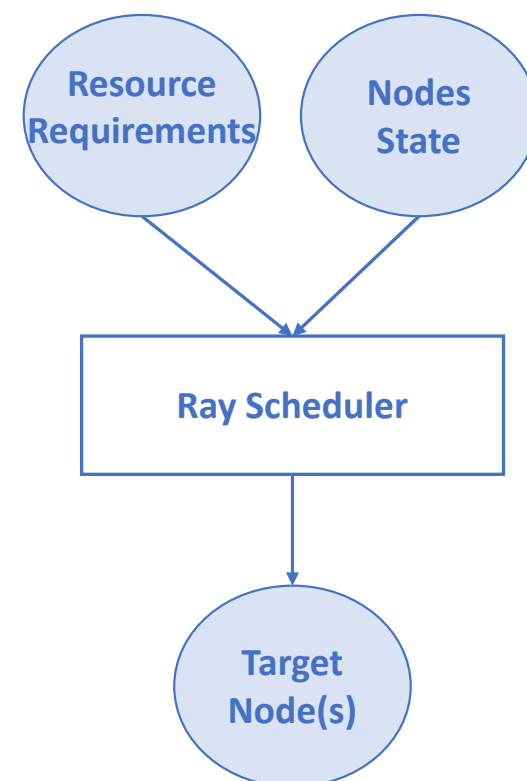 Resource
Requirements
Nodes
State
Ray Scheduler
Target
Node(s)